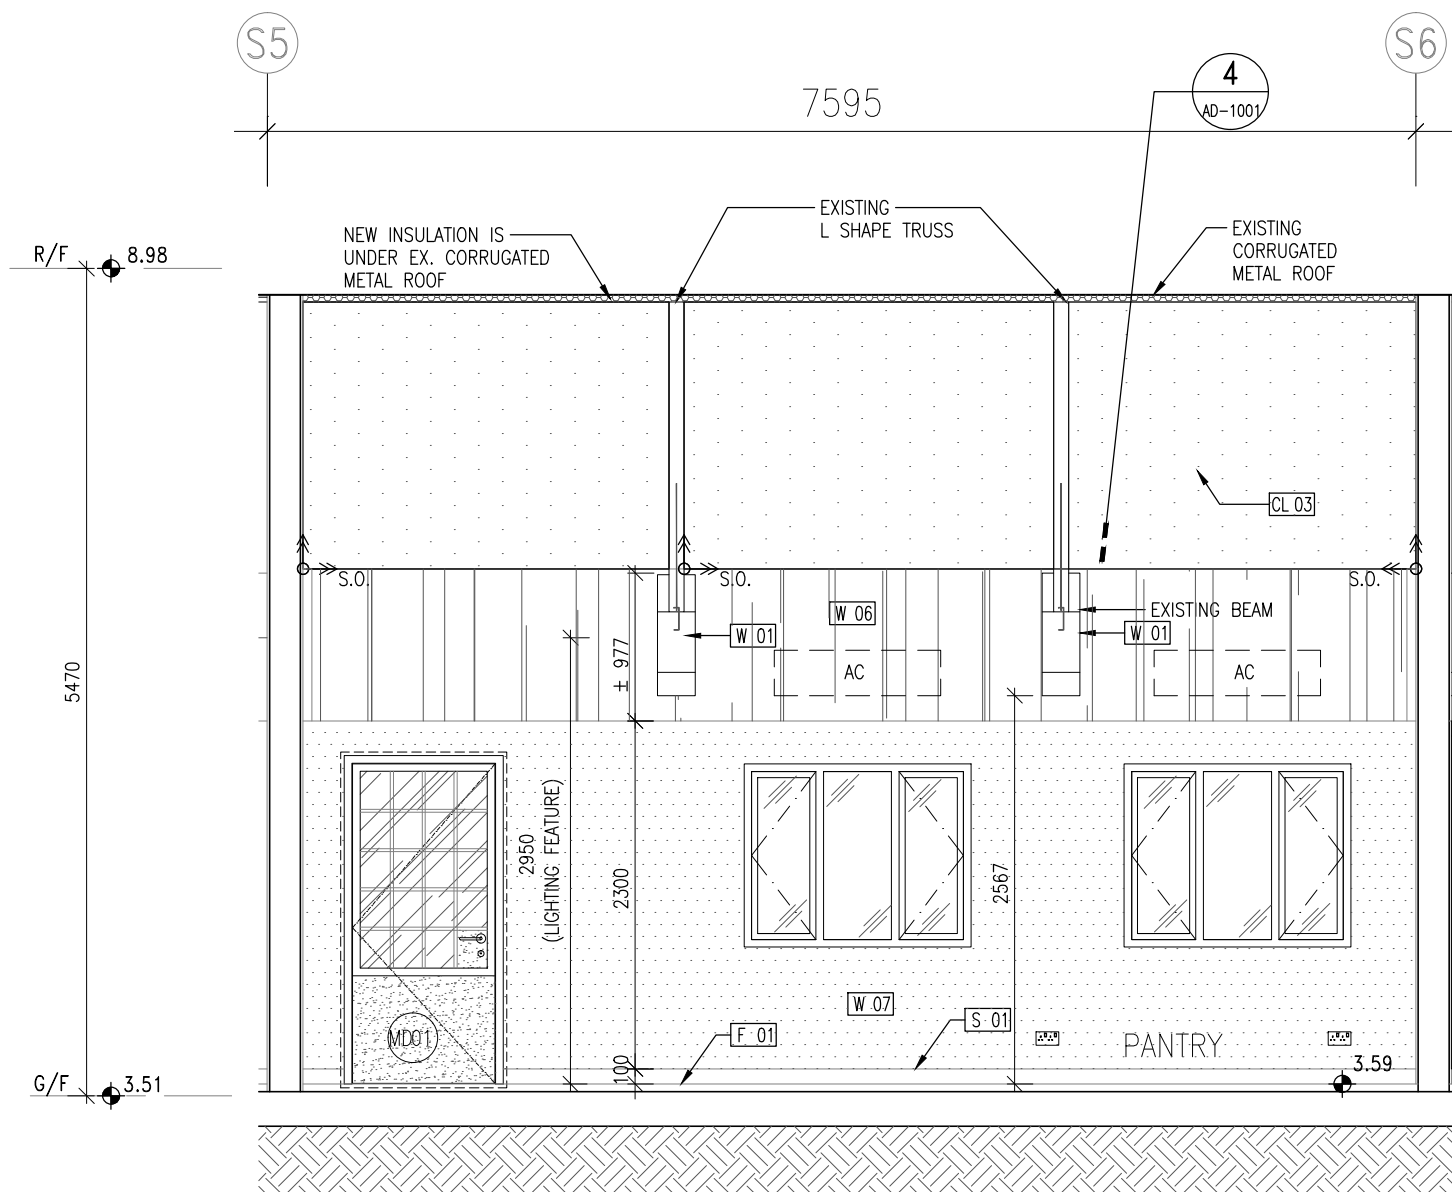 S5
S6
7595
4
AD-1001
EXISTING
L SHAPE TRUSS
NEW INSULATION IS
UNDER EX. CORRUGATED
METAL ROOF
EXISTING
CORRUGATED
METAL ROOF
R/F
8.98
CL 03
S.O.
S.O.
S.O.
W 06
EXISTING BEAM
W 01
W 01
± 977
AC
AC
5470
2950
(LIGHTING FEATURE)
2300
2567
W 07
S 01
F 01
MD01
PANTRY
100
3.59
G/F
3.51